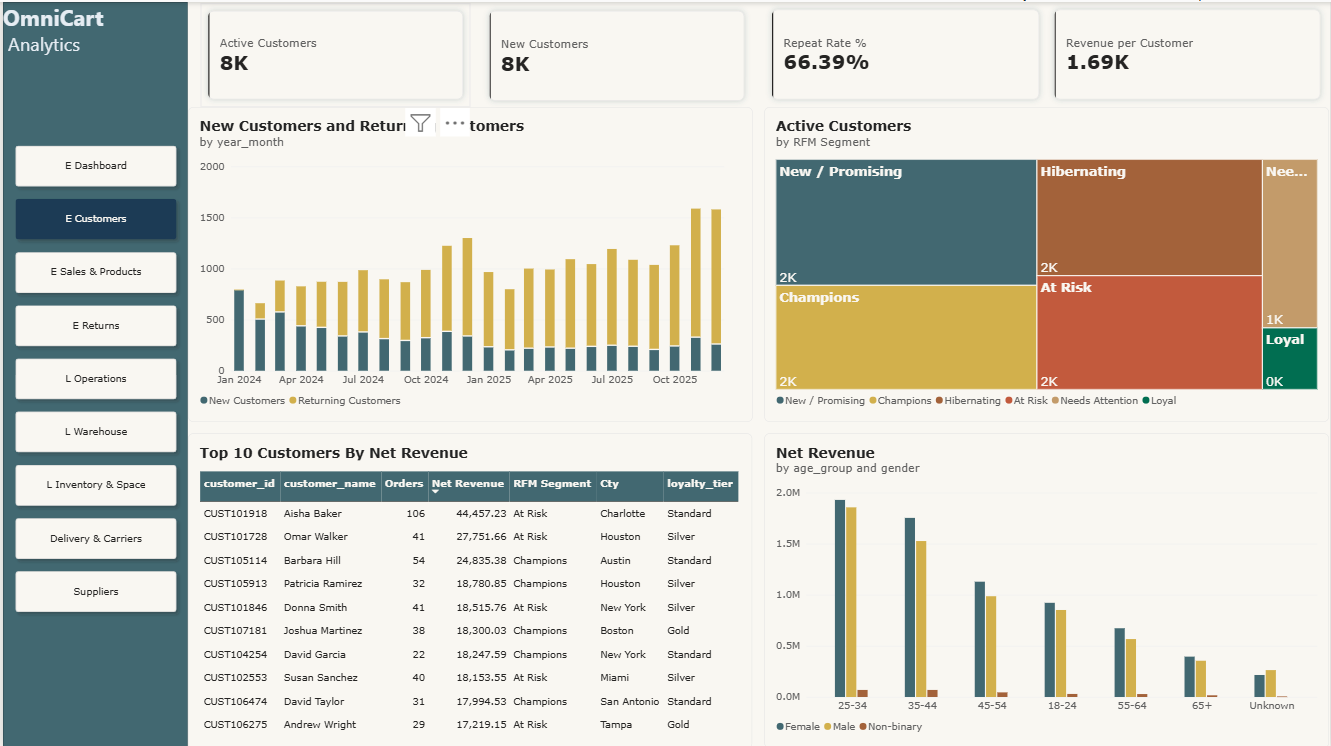 OmniCart
Analytics
E Dashboard
E Customers
E Sales & Products
E Returns
L Operations
L Warehouse
L Inventory & Space
Delivery & Carriers
Suppliers
Active Customers
8K
New Customers
8K
Repeat Rate %
66.39%
Revenue per Customer
1.69K
New Customers and Retur tomers
by year_month
2000
1500
1000
500
0
Jan 2024 Apr 2024 Jul 2024 Oct 2024 Jan 2025 Apr 2025 Jul 2025 Oct 2025
New Customers Returning Customers
Active Customers
by RFM Segment
New / Promising
2K
Champions
2K
Hibernating
2K
At Risk
2K
Nee...
1K
Loyal
0K
New / Promising Champions Hibernating At Risk Needs Attention Loyal
Top 10 Customers By Net Revenue
customer_id customer_name Orders Net Revenue RFM Segment Cty loyalty_tier
CUST101918 Aisha Baker 106 44,457.23 At Risk Charlotte Standard
CUST101728 Omar Walker 41 27,751.66 At Risk Houston Silver
CUST105114 Barbara Hill 54 24,835.38 Champions Austin Standard
CUST105913 Patricia Ramirez 32 18,780.85 Champions Houston Silver
CUST101846 Donna Smith 41 18,515.76 At Risk New York Silver
CUST107181 Joshua Martinez 38 18,300.03 Champions Boston Gold
CUST104254 David Garcia 22 18,247.59 Champions New York Standard
CUST102553 Susan Sanchez 40 18,153.55 At Risk Miami Silver
CUST106474 David Taylor 31 17,994.53 Champions San Antonio Standard
CUST106275 Andrew Wright 29 17,219.15 At Risk Tampa Gold
Net Revenue
by age_group and gender
2.0M
1.5M
1.0M
0.5M
0.0M
25-34 35-44 45-54 18-24 55-64 65+ Unknown
Female Male Non-binary